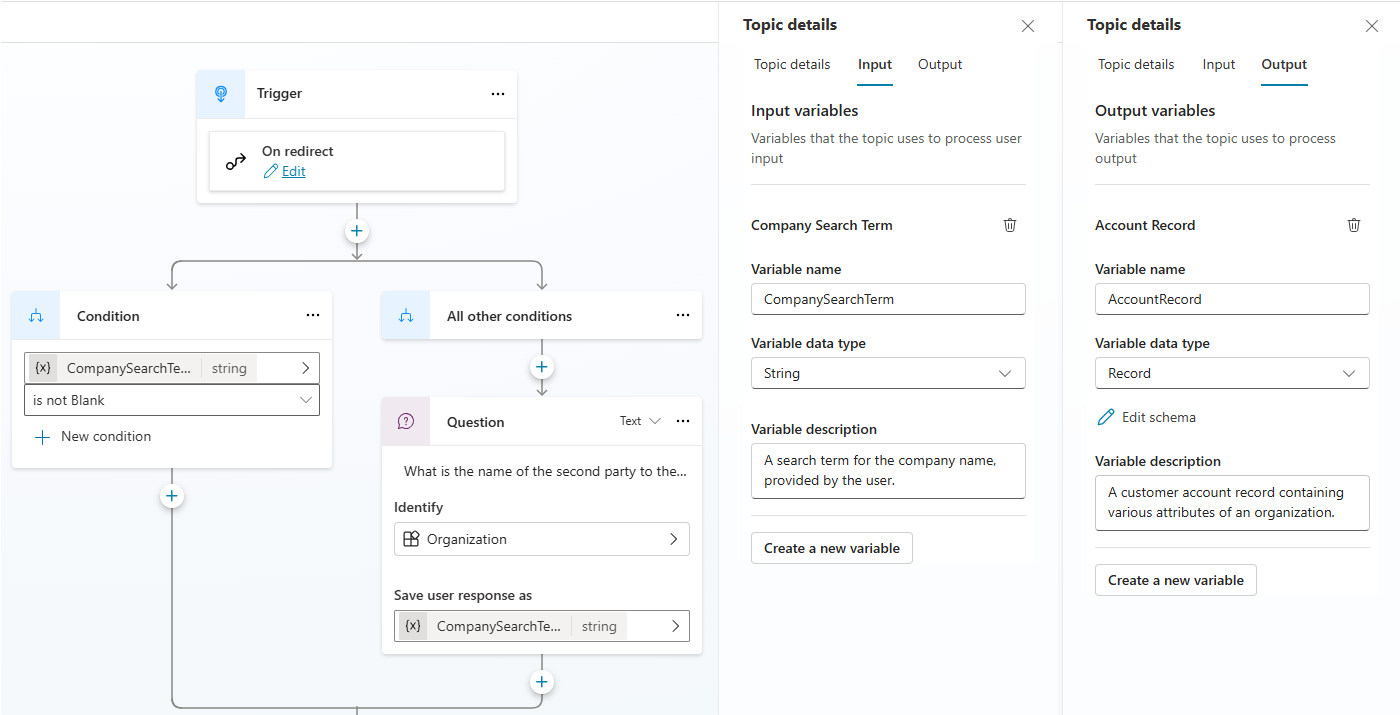 Trigger
On redirect
Edit
Condition
{x} CompanySearchTe... string
is not Blank
New condition
All other conditions
Question Text
What is the name of the second party to the...
Identify
Organization
Save user response as
{x} CompanySearchTe... string
Topic details
Topic details Input Output
Input variables
Variables that the topic uses to process user
input
Company Search Term
Variable name
CompanySearchTerm
Variable data type
String
Variable description
A search term for the company name,
provided by the user.
Create a new variable
Topic details
Topic details Input Output
Output variables
Variables that the topic uses to process
output
Account Record
Variable name
AccountRecord
Variable data type
Record
Edit schema
Variable description
A customer account record containing
various attributes of an organization.
Create a new variable